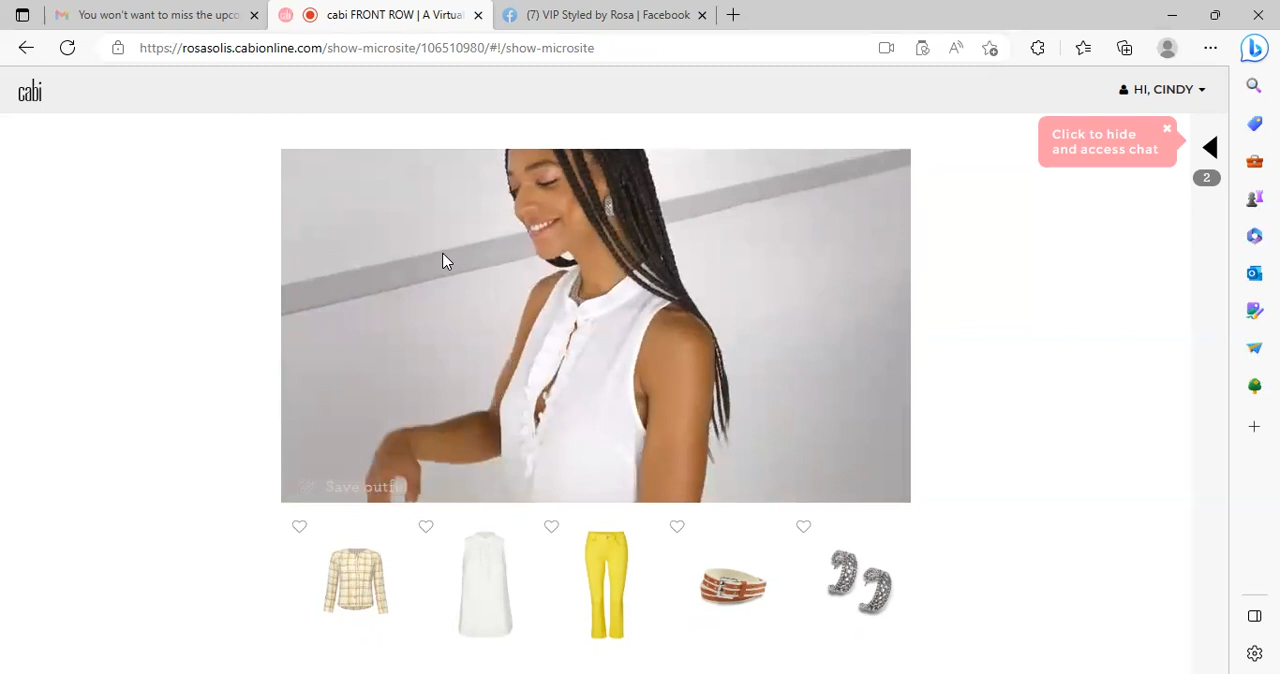 You won't want to miss the upco
cabi FRONT ROW | A Virtual
(7) VIP Styled by Rosa | Facebook
https://rosasolis.cabionline.com/show-microsite/106510980/#!/show-microsite
cabi
HI, CINDY
Click to hide
and access chat
2
Save outfit